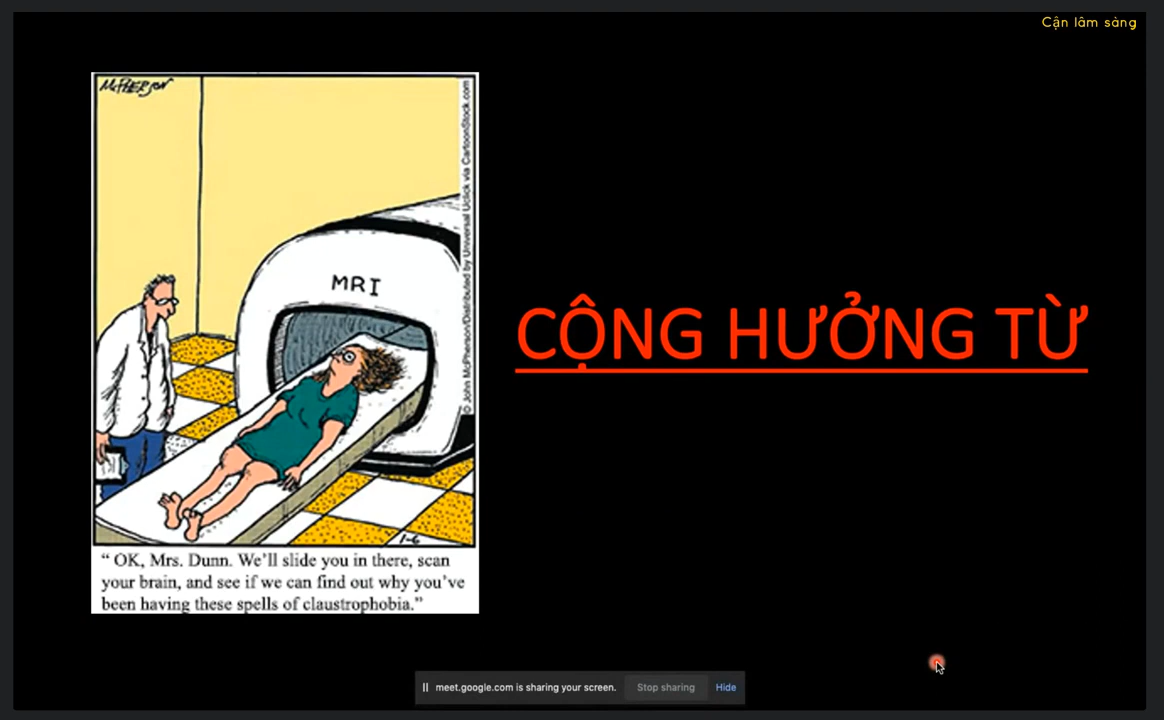 Cận lâm sàng
McPHERSON
© John McPherson/Distributed by Universal Uclick via CartoonStock.com
MRI
CỘNG HƯỞNG TỪ
1-6
“ OK, Mrs. Dunn. We’ll slide you in there, scan
your brain, and see if we can find out why you’ve
been having these spells of claustrophobia.”
meet.google.com is sharing your screen. Stop sharing Hide